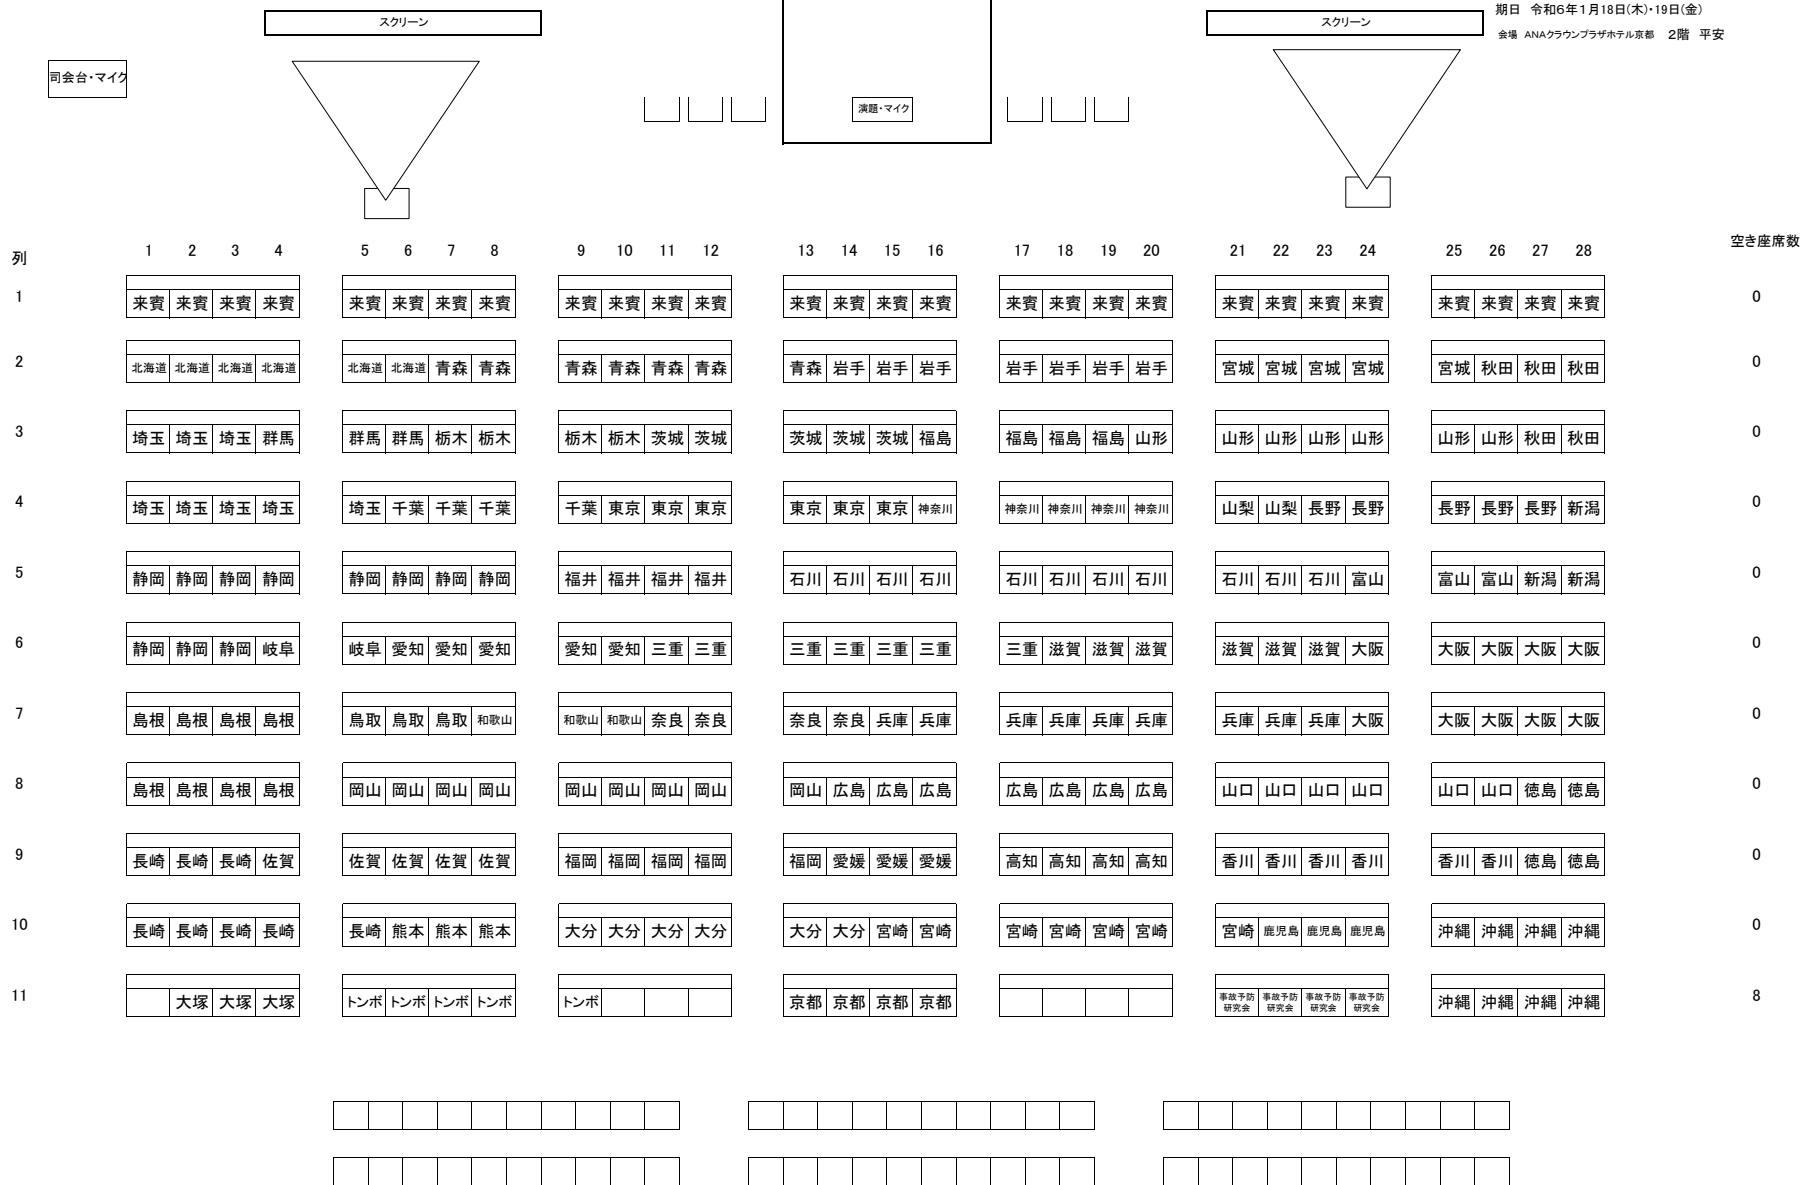 スクリーン
スクリーン
期日 令和6年1月18日(木)・19日(金)
会場 ANAクラウンプラザホテル京都 2階 平安
司会台・マイク
演題・マイク
列 1 2 3 4 5 6 7 8 9 10 11 12 13 14 15 16 17 18 19 20 21 22 23 24 25 26 27 28 空き座席数
1 来賓 来賓 来賓 来賓 来賓 来賓 来賓 来賓 来賓 来賓 来賓 来賓 来賓 来賓 来賓 来賓 来賓 来賓 来賓 来賓 来賓 来賓 来賓 来賓 来賓 来賓 来賓 来賓 0
2 北海道 北海道 北海道 北海道 北海道 北海道 青森 青森 青森 青森 青森 青森 青森 岩手 岩手 岩手 岩手 岩手 岩手 岩手 宮城 宮城 宮城 宮城 宮城 秋田 秋田 秋田 0
3 埼玉 埼玉 埼玉 群馬 群馬 群馬 栃木 栃木 栃木 栃木 茨城 茨城 茨城 茨城 茨城 福島 福島 福島 福島 山形 山形 山形 山形 山形 山形 山形 秋田 秋田 0
4 埼玉 埼玉 埼玉 埼玉 埼玉 千葉 千葉 千葉 千葉 東京 東京 東京 東京 東京 東京 神奈川 神奈川 神奈川 神奈川 神奈川 山梨 山梨 長野 長野 長野 長野 長野 新潟 0
5 静岡 静岡 静岡 静岡 静岡 静岡 静岡 静岡 福井 福井 福井 福井 石川 石川 石川 石川 石川 石川 石川 石川 石川 石川 石川 富山 富山 富山 新潟 新潟 0
6 静岡 静岡 静岡 岐阜 岐阜 愛知 愛知 愛知 愛知 愛知 三重 三重 三重 三重 三重 三重 三重 滋賀 滋賀 滋賀 滋賀 滋賀 滋賀 大阪 大阪 大阪 大阪 大阪 0
7 島根 島根 島根 島根 鳥取 鳥取 鳥取 和歌山 和歌山 和歌山 奈良 奈良 奈良 奈良 兵庫 兵庫 兵庫 兵庫 兵庫 兵庫 兵庫 兵庫 兵庫 大阪 大阪 大阪 大阪 大阪 0
8 島根 島根 島根 島根 岡山 岡山 岡山 岡山 岡山 岡山 岡山 岡山 岡山 広島 広島 広島 広島 広島 広島 広島 山口 山口 山口 山口 山口 山口 徳島 徳島 0
9 長崎 長崎 長崎 佐賀 佐賀 佐賀 佐賀 佐賀 福岡 福岡 福岡 福岡 福岡 愛媛 愛媛 愛媛 高知 高知 高知 高知 香川 香川 香川 香川 香川 香川 徳島 徳島 0
10 長崎 長崎 長崎 長崎 長崎 熊本 熊本 熊本 大分 大分 大分 大分 大分 大分 宮崎 宮崎 宮崎 宮崎 宮崎 宮崎 宮崎 鹿児島 鹿児島 鹿児島 沖縄 沖縄 沖縄 沖縄 0
11 大塚 大塚 大塚 トンボ トンボ トンボ トンボ トンボ 京都 京都 京都 京都 事故予防研究会 事故予防研究会 事故予防研究会 事故予防研究会 沖縄 沖縄 沖縄 沖縄 8